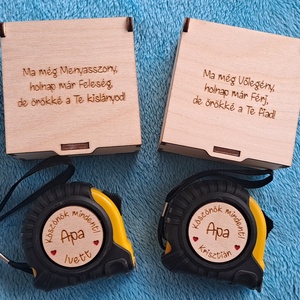 Ma még Menyasszony,
holnap már Feleség,
de örökké a Te kislányod!
Ma még Vőlegény,
holnap már Férj,
de örökké a Te fiad!
Köszönök mindent!
Apa
Ivett
Köszönök mindent!
Apa
Krisztián